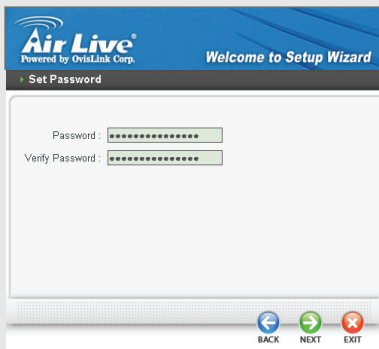 Air Live®
Powered by OvisLink Corp.
Welcome to Setup Wizard
Set Password
Password :
Verify Password :
BACK NEXT EXIT